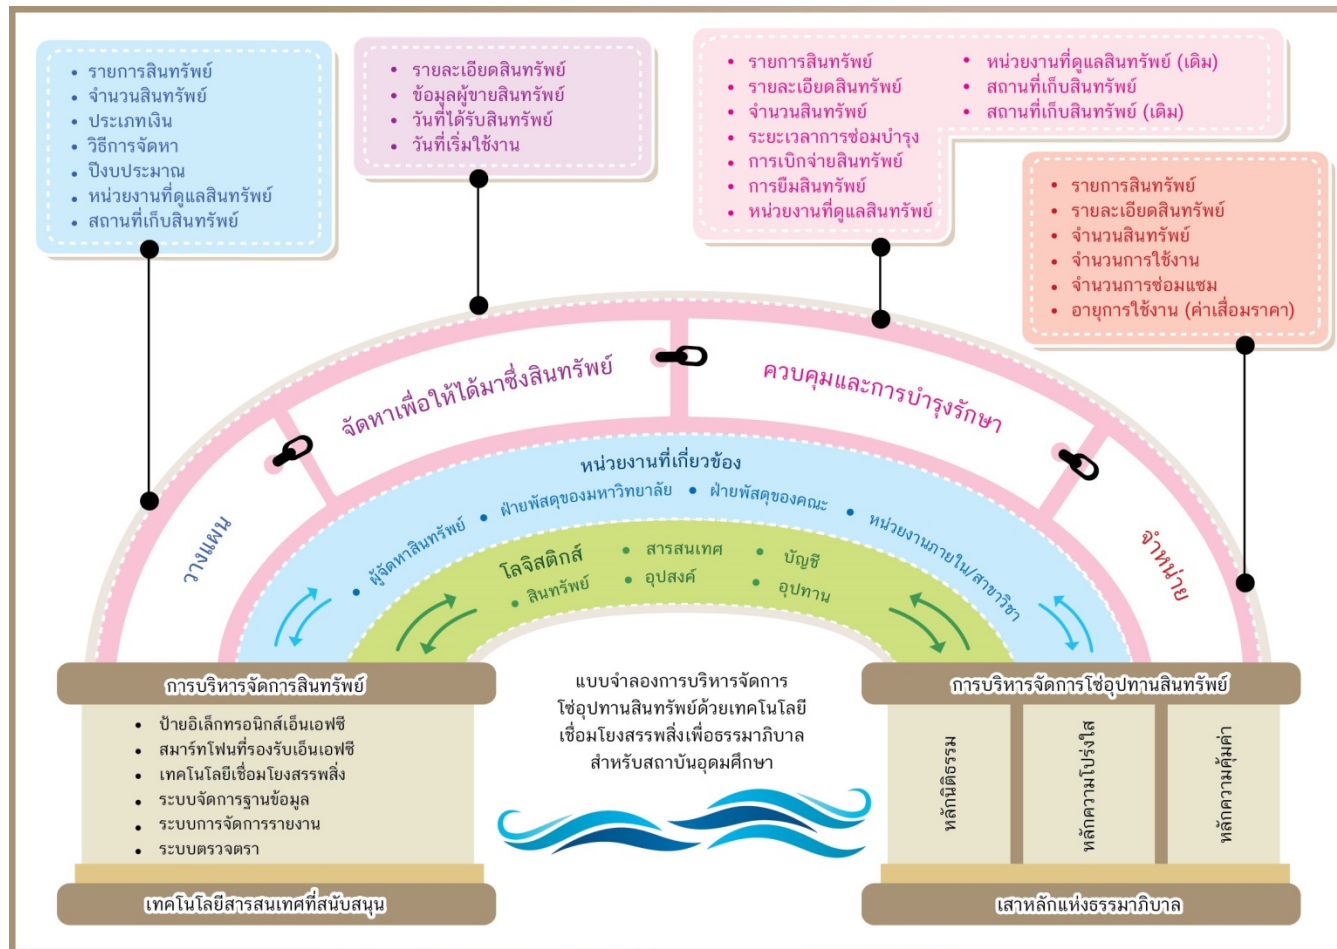 รายการสินทรัพย์
จำนวนสินทรัพย์
ประเภทเงิน
วิธีการจัดหา
ปีงบประมาณ
หน่วยงานที่ดูแลสินทรัพย์
สถานที่เก็บสินทรัพย์
รายละเอียดสินทรัพย์
ข้อมูลผู้ขายสินทรัพย์
วันที่ได้รับสินทรัพย์
วันที่เริ่มใช้งาน
รายการสินทรัพย์
รายละเอียดสินทรัพย์
จำนวนสินทรัพย์
ระยะเวลาการซ่อมบำรุง
การเบิกจ่ายสินทรัพย์
การยืมสินทรัพย์
หน่วยงานที่ดูแลสินทรัพย์
หน่วยงานที่ดูแลสินทรัพย์ (เดิม)
สถานที่เก็บสินทรัพย์
สถานที่เก็บสินทรัพย์ (เดิม)
รายการสินทรัพย์
รายละเอียดสินทรัพย์
จำนวนสินทรัพย์
จำนวนการใช้งาน
จำนวนการซ่อมแซม
อายุการใช้งาน (ค่าเสื่อมราคา)
วางแผน
จัดหาเพื่อให้ได้มาซึ่งสินทรัพย์
ควบคุมและการบำรุงรักษา
จำหน่าย
หน่วยงานที่เกี่ยวข้อง
ผู้จัดหาสินทรัพย์
ฝ่ายพัสดุของมหาวิทยาลัย
ฝ่ายพัสดุของคณะ
หน่วยงานภายใน/สาขาวิชา
โลจิสติกส์
สินทรัพย์
สารสนเทศ
อุปสงค์
บัญชี
อุปทาน
การบริหารจัดการสินทรัพย์
ป้ายอิเล็กทรอนิกส์เอ็นเอฟซี
สมาร์ทโฟนที่รองรับเอ็นเอฟซี
เทคโนโลยีเชื่อมโยงสรรพสิ่ง
ระบบจัดการฐานข้อมูล
ระบบการจัดการรายงาน
ระบบตรวจตรา
เทคโนโลยีสารสนเทศที่สนับสนุน
แบบจำลองการบริหารจัดการ
โซ่อุปทานสินทรัพย์ด้วยเทคโนโลยี
เชื่อมโยงสรรพสิ่งเพื่อธรรมาภิบาล
สำหรับสถาบันอุดมศึกษา
การบริหารจัดการโซ่อุปทานสินทรัพย์
หลักนิติธรรม
หลักความโปร่งใส
หลักความคุ้มค่า
เสาหลักแห่งธรรมาภิบาล